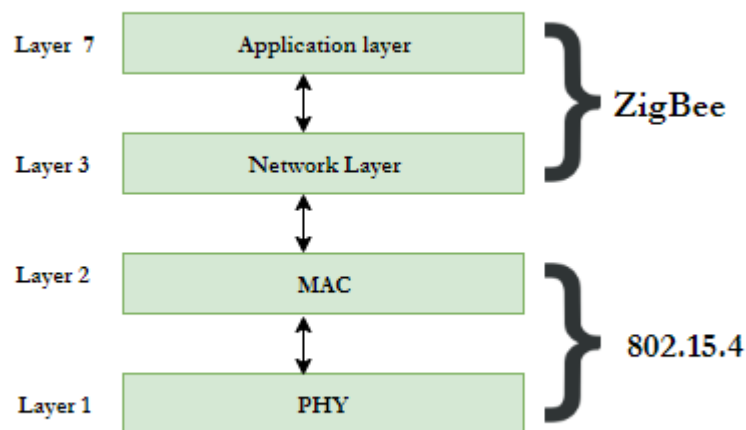 Layer 7
Application layer
ZigBee
Layer 3
Network Layer
Layer 2
MAC
802.15.4
Layer 1
PHY